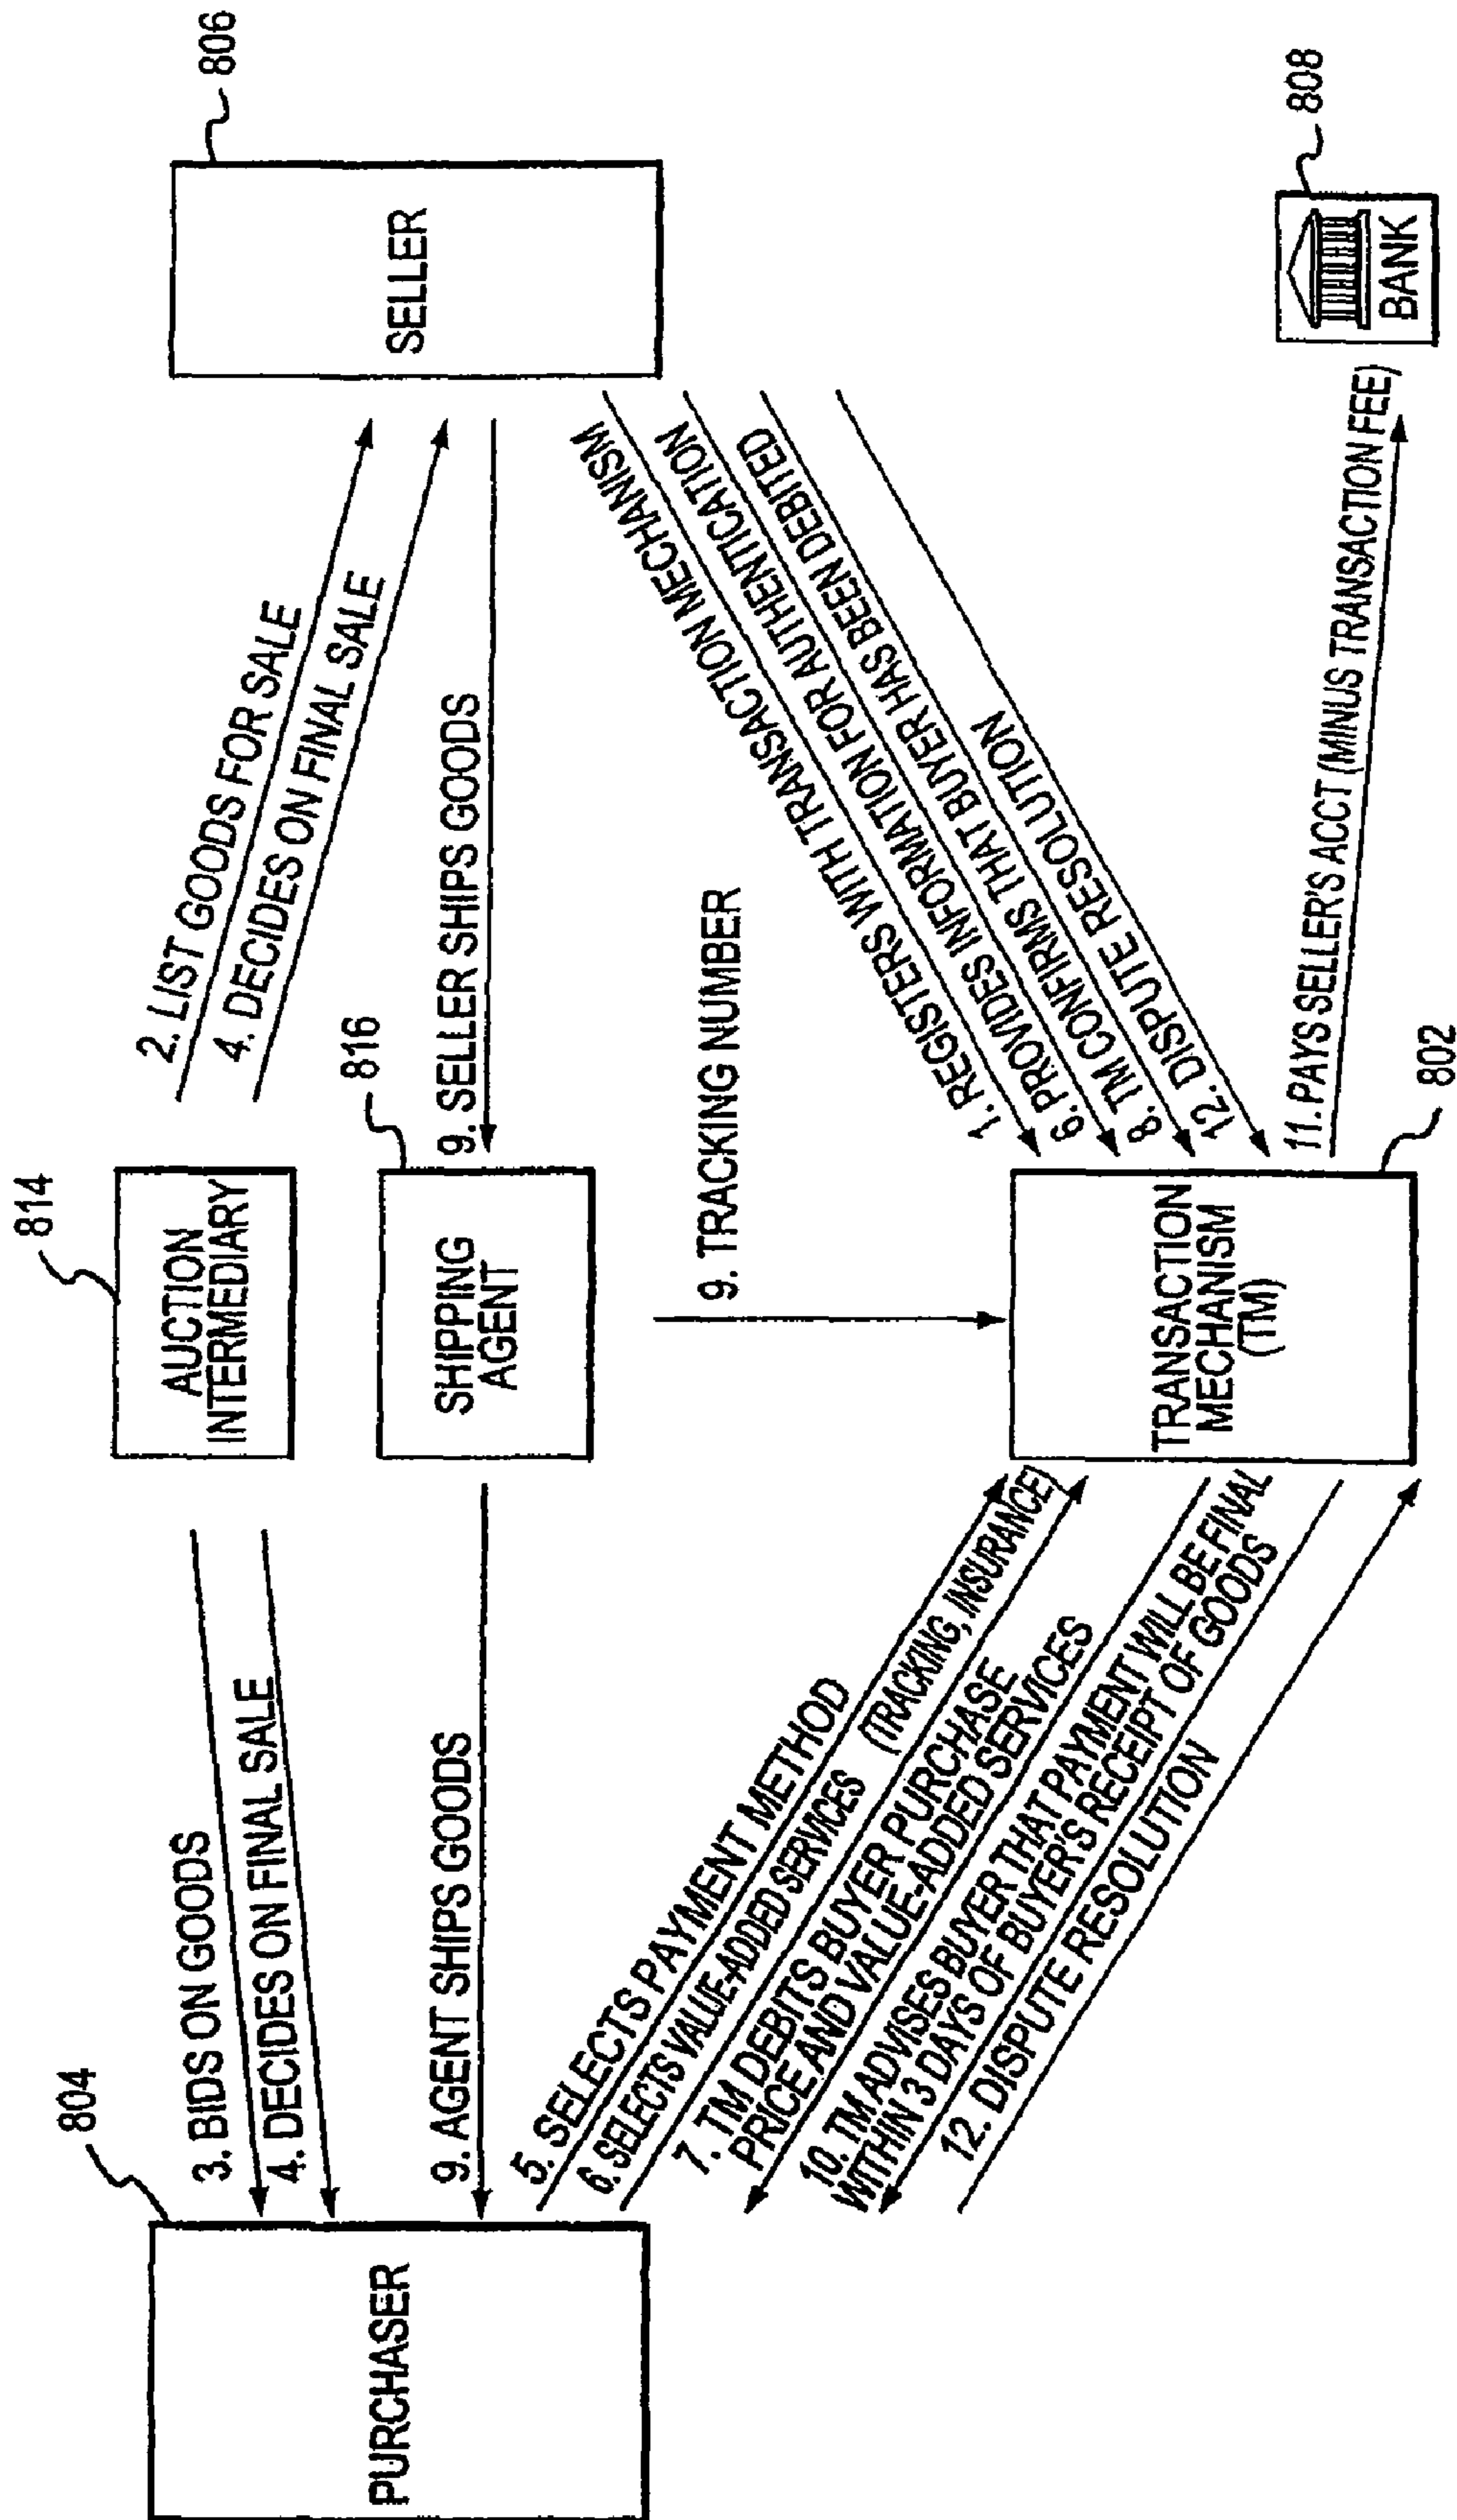 804
PURCHASER
3. BIDS ON GOODS
4. DECIDES ON FINAL SALE
9. AGENT SHIPS GOODS
5. SELECTS PAYMENT METHOD
6. SELECTS VALUE-ADDED SERVICES (TRACKING, INSURANCE)
7. TM DEBITS BUYER PURCHASE
PRICE AND VALUE-ADDED SERVICES
10. TM ADVISES BUYER THAT PAYMENT WILL BE FINAL
WITHIN 3 DAYS OF BUYER'S RECEIPT OF GOODS
12. DISPUTE RESOLUTION
814
AUCTION
INTERMEDIARY
816
SHIPPING
AGENT
9. TRACKING NUMBER
TRANSACTION
MECHANISM
(TM)
802
2. LIST GOODS FOR SALE
4. DECIDES ON FINAL SALE
9. SELLER SHIPS GOODS
1. REGISTERS WITH TRANSACTION MECHANISM
6. PROVIDES INFORMATION FOR AUTHENTICATION
8. TM CONFIRMS THAT BUYER HAS BEEN DEBITED
12. DISPUTE RESOLUTION
11. PAYS SELLER'S ACCT (MINUS TRANSACTION FEE)
806
SELLER
808
BANK